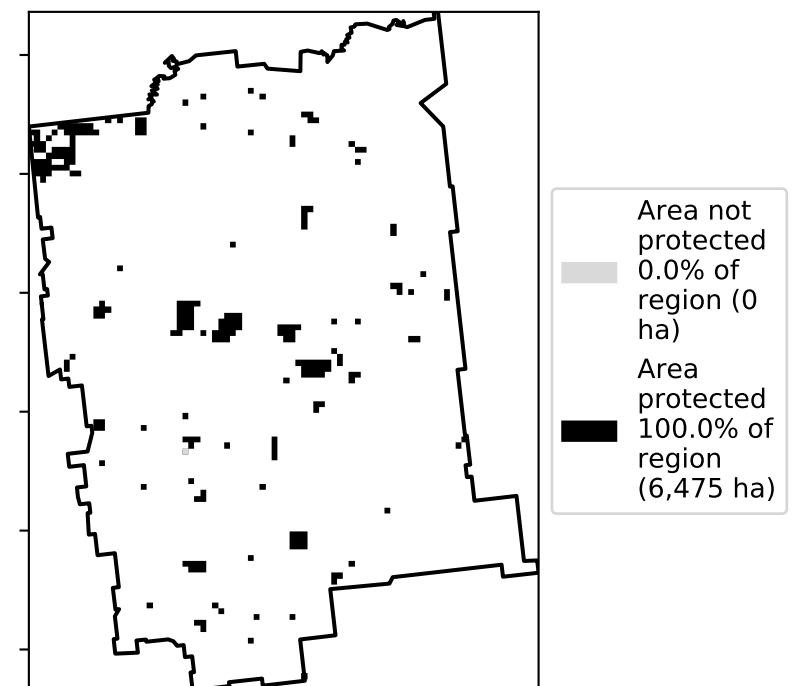 Area not
protected
0.0% of
region (0
ha)
Area
protected
100.0% of
region
(6,475 ha)